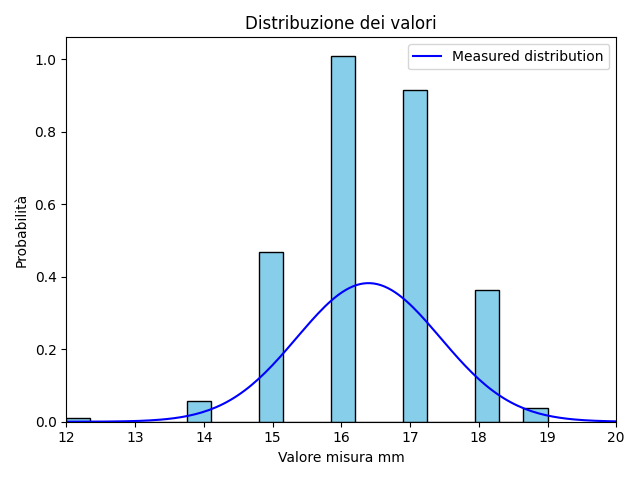 Distribuzione dei valori
Measured distribution
1.0
0.8
0.6
0.4
0.2
0.0
Probabilità
12 13 14 15 16 17 18 19 20
Valore misura mm